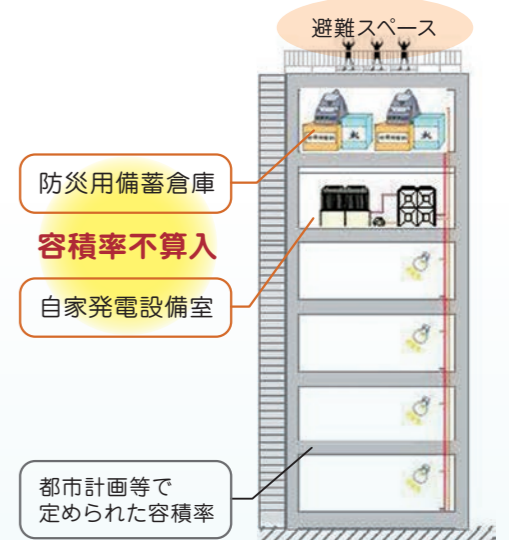 避難スペース
防災用備蓄倉庫
容積率不算入
自家発電設備室
都市計画等で
定められた容積率